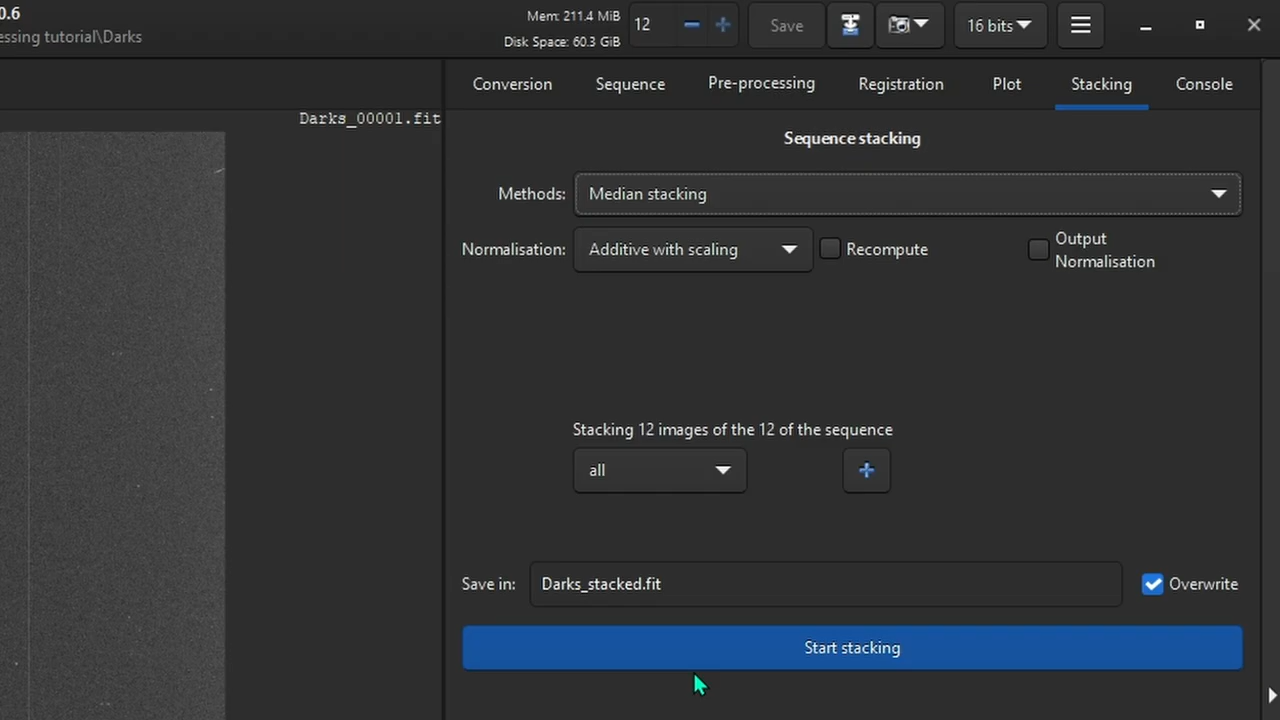 0.6
essing tutorial\Darks
Mem: 211.4 MiB
Disk Space: 60.3 GiB
12
Save
16 bits
Conversion
Sequence
Pre-processing
Registration
Plot
Stacking
Console
Darks_00001.fit
Sequence stacking
Methods:
Median stacking
Normalisation:
Additive with scaling
Recompute
Output
Normalisation
Stacking 12 images of the 12 of the sequence
all
Save in:
Darks_stacked.fit
Overwrite
Start stacking